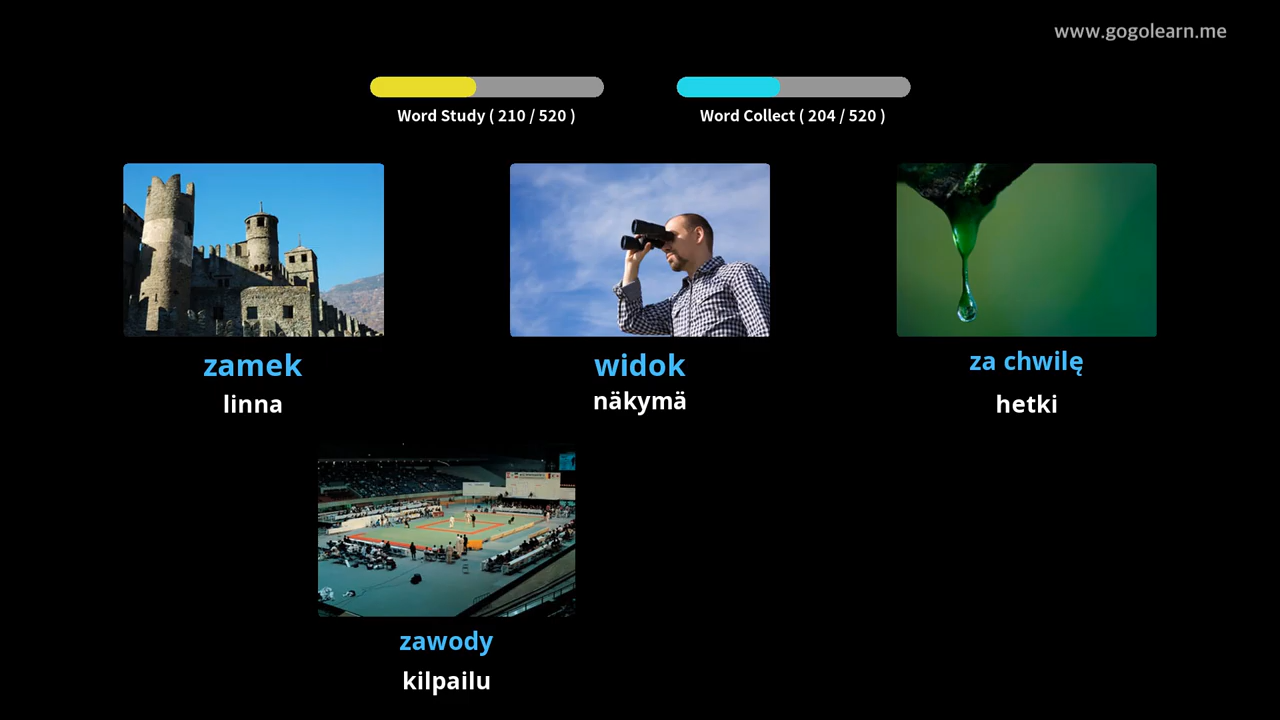 www.gogolearn.me
Word Study ( 210 / 520 )
Word Collect ( 204 / 520 )
zamek
linna
widok
näkymä
za chwilę
hetki
zawody
kilpailu